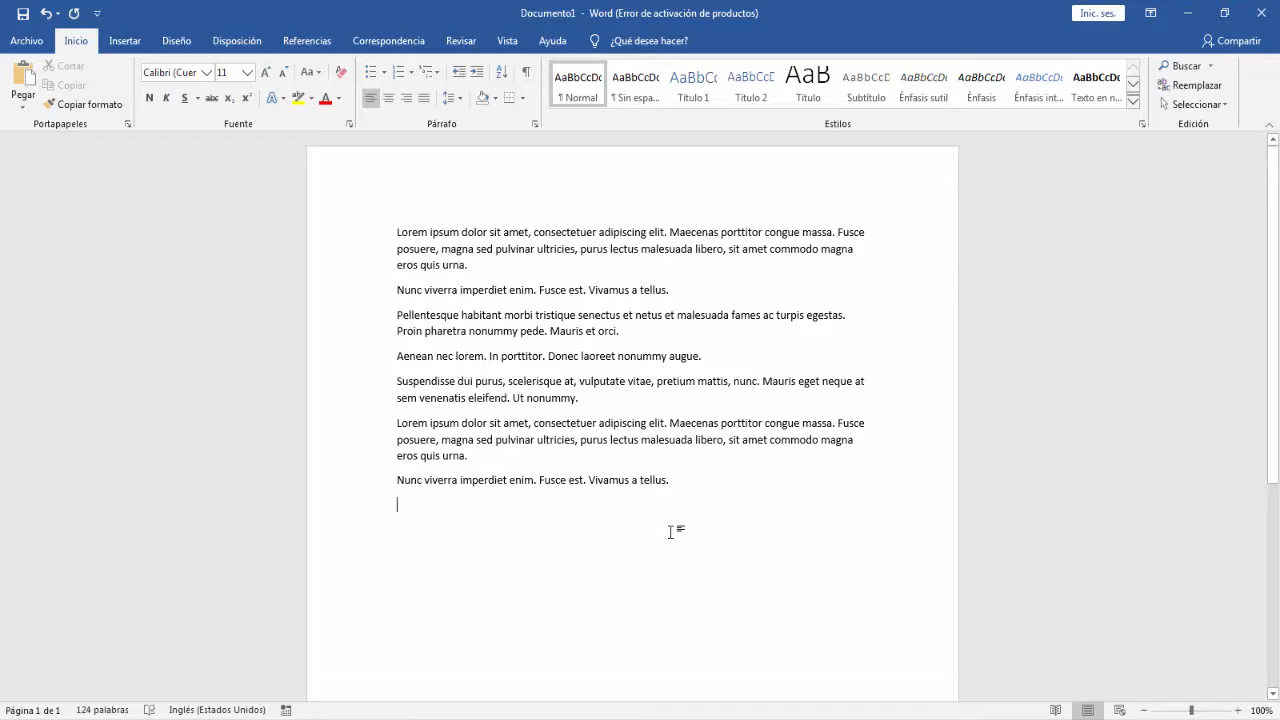 Documento1 - Word (Error de activación de productos)
Inic. ses.
Archivo Inicio Insertar Diseño Disposición Referencias Correspondencia Revisar Vista Ayuda ¿Qué desea hacer? Compartir
Pegar
Cortar
Copiar
Copiar formato
Portapapeles
Calibri (Cuer 11
Aa
N K S abc x₂ x²
Fuente
Párrafo
AaBbCcDc AaBbCcDc AaBbCc AaBbCcD AaB AaBbCcD AaBbCcDc AaBbCcDc AaBbCcDc AaBbCcDc
¶ Normal ¶ Sin espa... Título 1 Título 2 Título Subtítulo Énfasis sutil Énfasis Énfasis int... Texto en n...
Estilos
Buscar
Reemplazar
Seleccionar
Edición
Lorem ipsum dolor sit amet, consectetuer adipiscing elit. Maecenas porttitor congue massa. Fusce
posuere, magna sed pulvinar ultricies, purus lectus malesuada libero, sit amet commodo magna
eros quis urna.
Nunc viverra imperdiet enim. Fusce est. Vivamus a tellus.
Pellentesque habitant morbi tristique senectus et netus et malesuada fames ac turpis egestas.
Proin pharetra nonummy pede. Mauris et orci.
Aenean nec lorem. In porttitor. Donec laoreet nonummy augue.
Suspendisse dui purus, scelerisque at, vulputate vitae, pretium mattis, nunc. Mauris eget neque at
sem venenatis eleifend. Ut nonummy.
Lorem ipsum dolor sit amet, consectetuer adipiscing elit. Maecenas porttitor congue massa. Fusce
posuere, magna sed pulvinar ultricies, purus lectus malesuada libero, sit amet commodo magna
eros quis urna.
Nunc viverra imperdiet enim. Fusce est. Vivamus a tellus.
Página 1 de 1 124 palabras Inglés (Estados Unidos) 100%